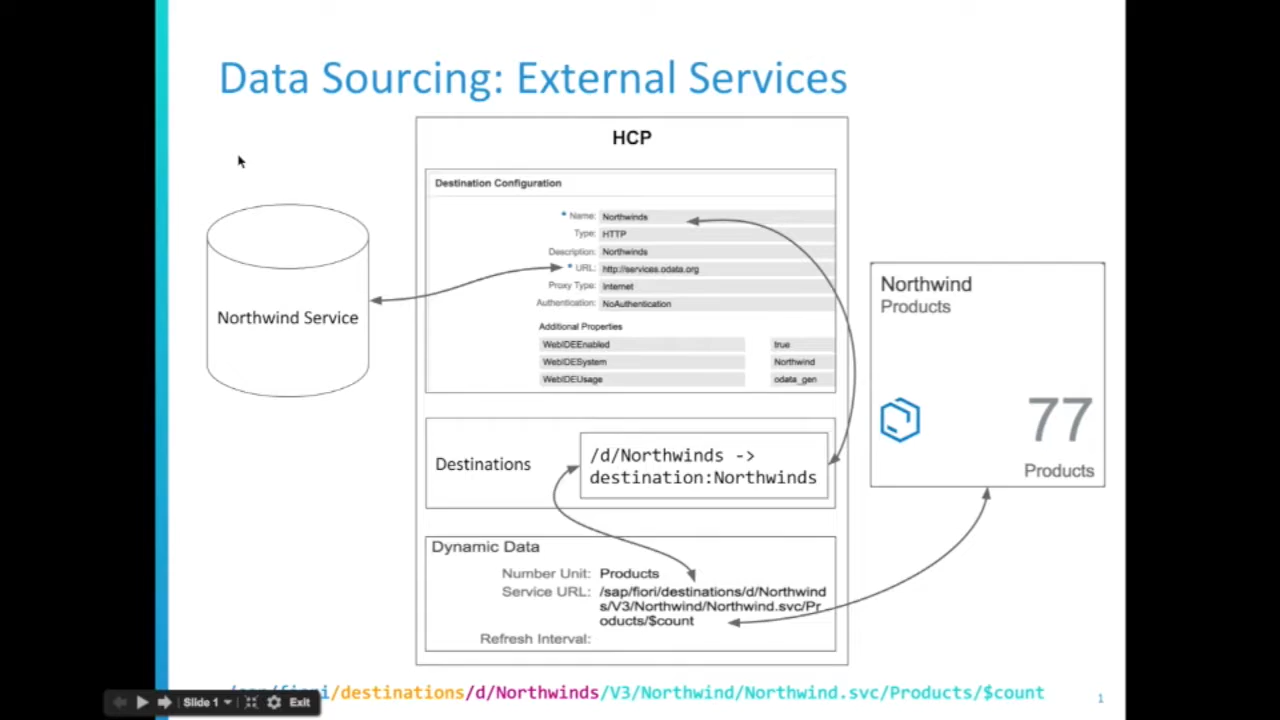 Data Sourcing: External Services
HCP
Destination Configuration
* Name: Northwinds
Type: HTTP
Description: Northwinds
* URL: http://services.odata.org
Proxy Type: Internet
Authentication: NoAuthentication
Additional Properties
WebIDEEnabled true
WebIDESystem Northwind
WebIDEUsage odata_gen
Northwind Service
Northwind
Products
77
Products
Destinations
/d/Northwinds ->
destination:Northwinds
Dynamic Data
Number Unit: Products
Service URL: /sap/fiori/destinations/d/Northwind
s/V3/Northwind/Northwind.svc/Pr
oducts/$count
Refresh Interval:
/sap/fiori/destinations/d/Northwinds/V3/Northwind/Northwind.svc/Products/$count
1
Slide 1
Exit